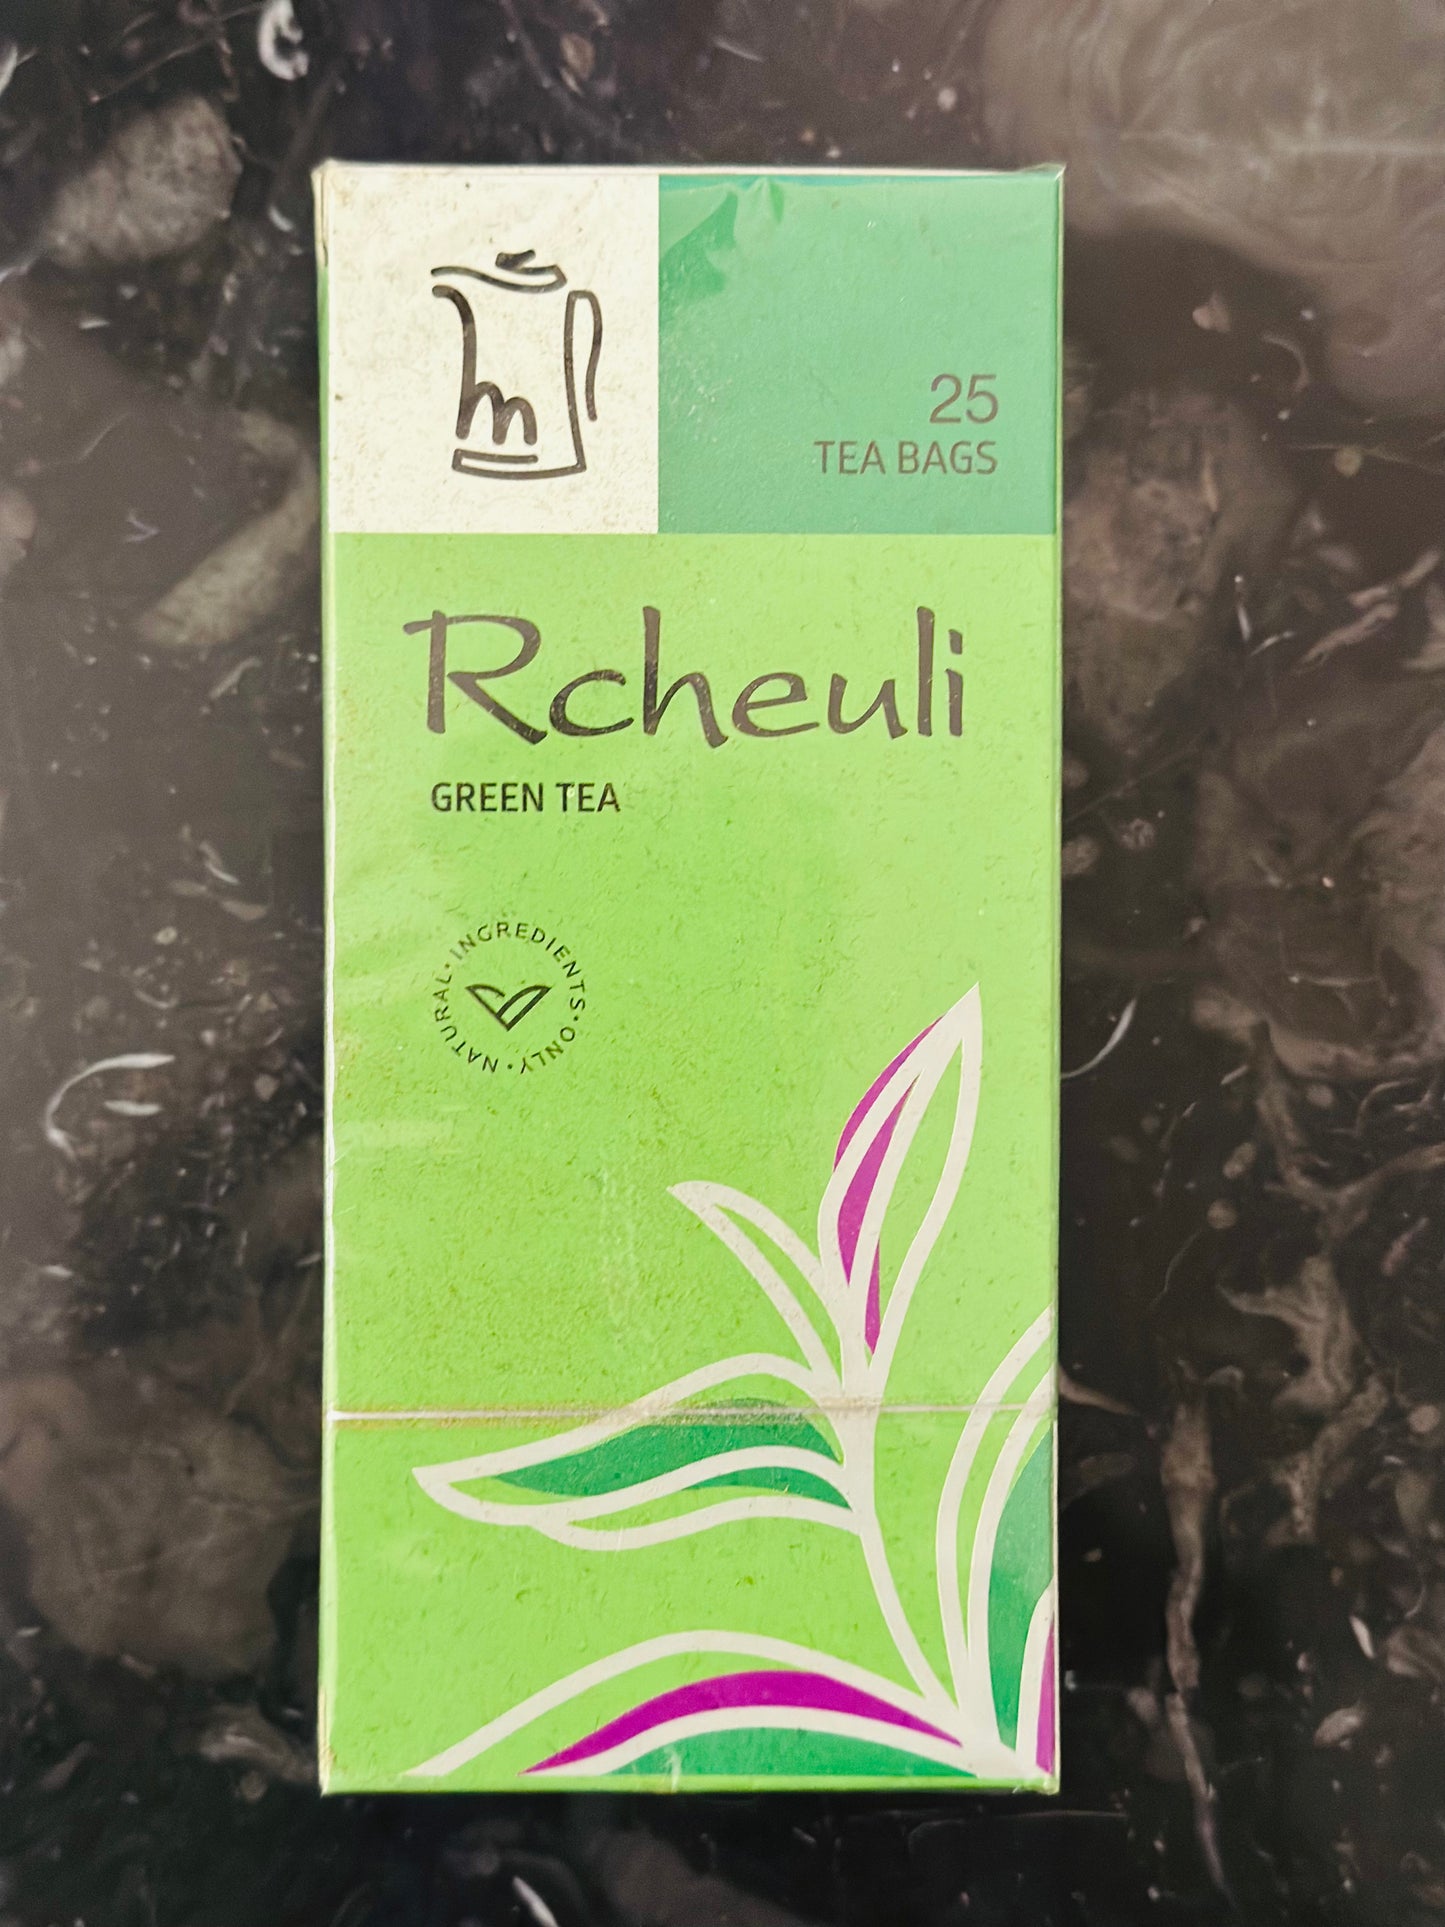 25
TEA BAGS
Rcheuli
GREEN TEA
NATURAL · INGREDIENTS · ONLY ·